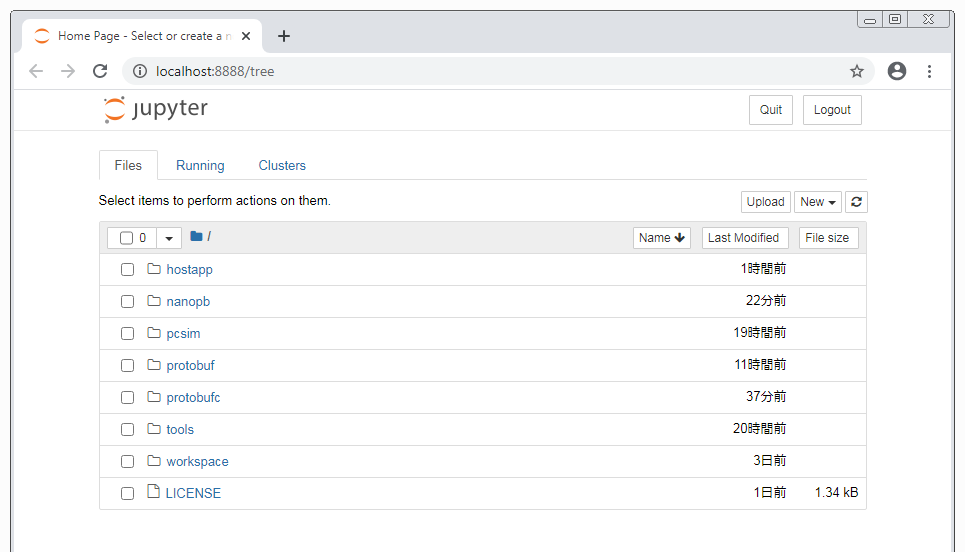 Home Page - Select or create a n
localhost:8888/tree
jupyter
Quit
Logout
Files
Running
Clusters
Select items to perform actions on them.
Upload
New
0
/
Name
Last Modified
File size
hostapp 1時間前
nanopb 22分前
pcsim 19時間前
protobuf 11時間前
protobufc 37分前
tools 20時間前
workspace 3日前
LICENSE 1日前 1.34 kB